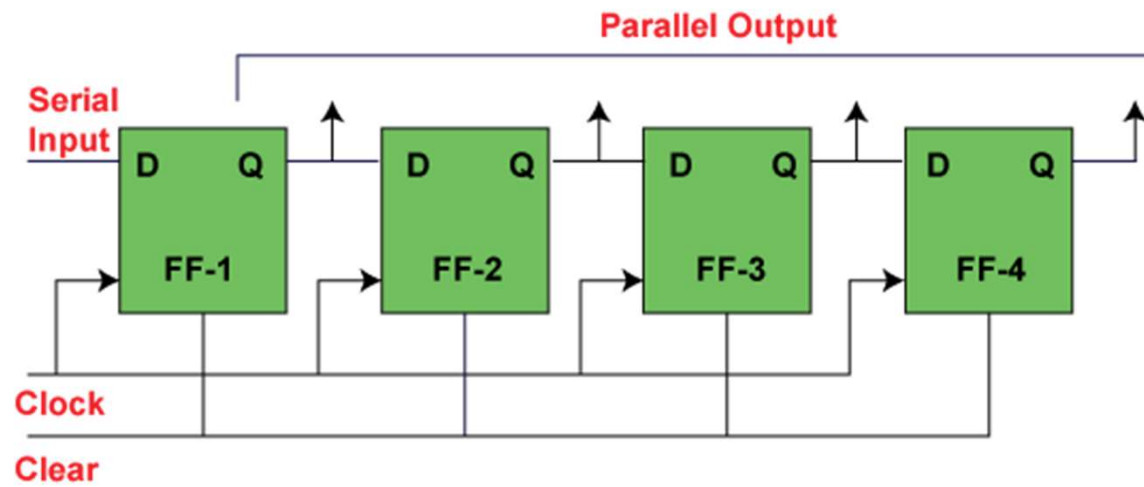 Parallel Output
Serial
Input
D Q D Q D Q D Q
FF-1 FF-2 FF-3 FF-4
Clock
Clear